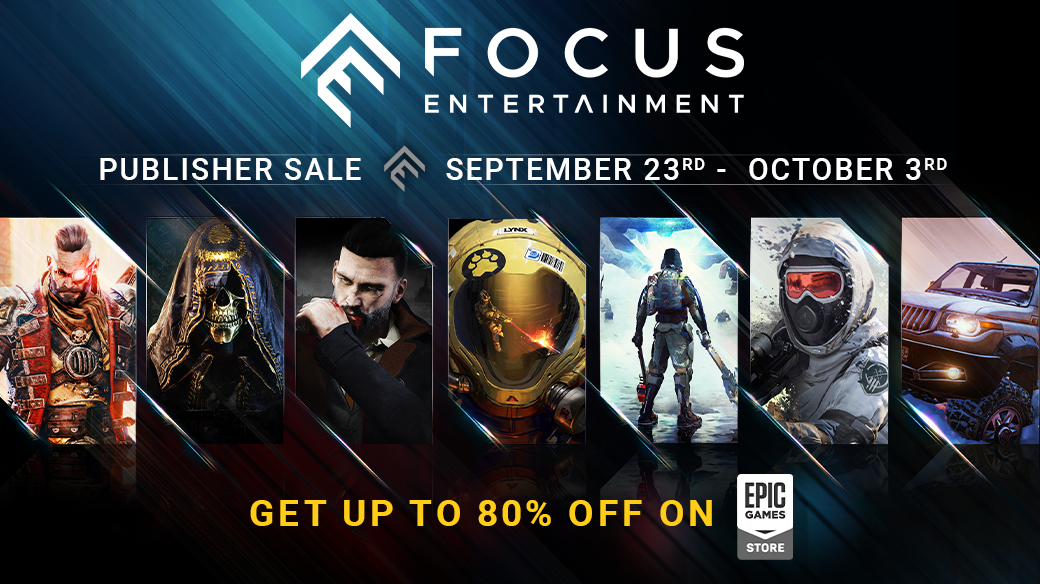 FOCUS
ENTERTAINMENT
PUBLISHER SALE SEPTEMBER 23RD - OCTOBER 3RD
LYNX
GET UP TO 80% OFF ON
EPIC
GAMES
STORE